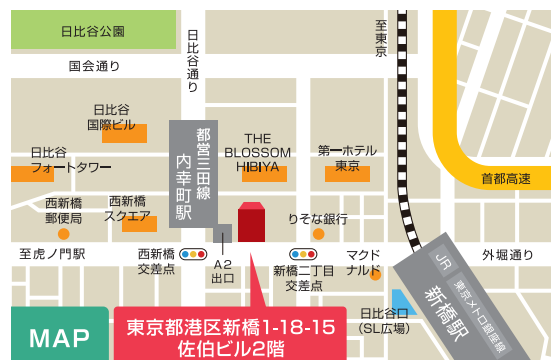 日比谷公園
日比谷通り
至東京
国会通り
日比谷
国際ビル
都営三田線
内幸町駅
THE
BLOSSOM
HIBIYA
第一ホテル
東京
日比谷
フォートタワー
首都高速
西新橋
郵便局
西新橋
スクエア
りそな銀行
至虎ノ門駅
西新橋
交差点
A2
出口
新橋二丁目
交差点
マクド
ナルド
外堀通り
JR
東京メトロ銀座線
新橋駅
日比谷口
（SL広場）
MAP
東京都港区新橋1-18-15
佐伯ビル2階